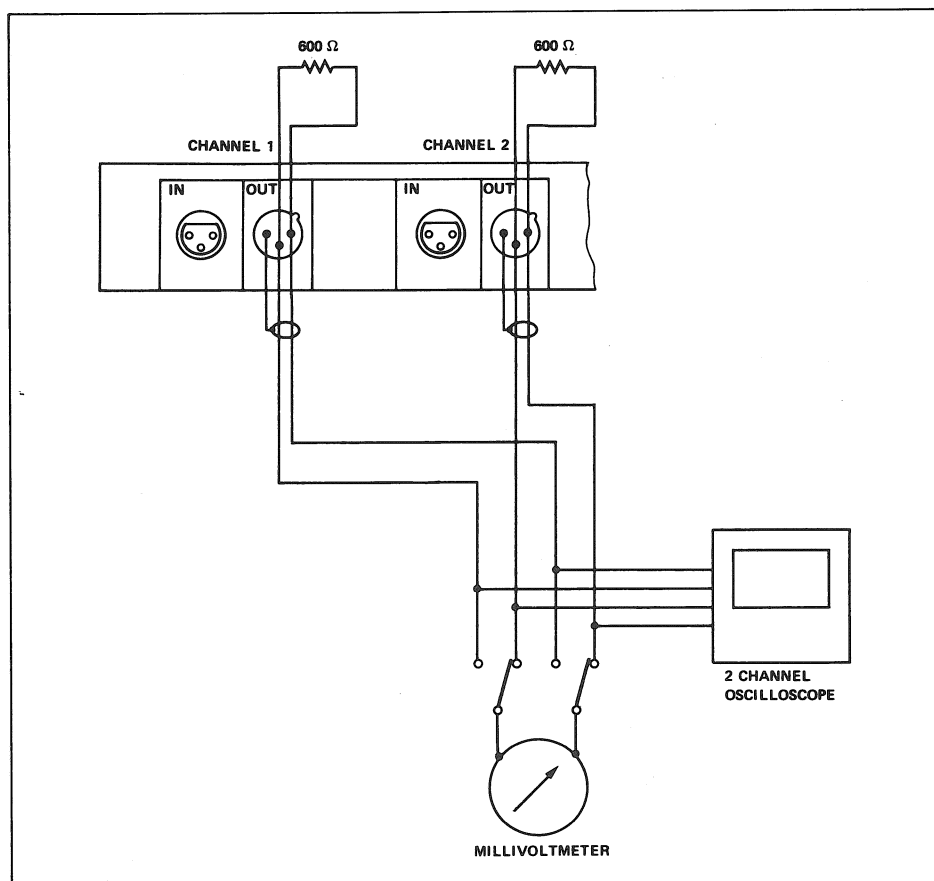 600 Ω
600 Ω
CHANNEL 1
CHANNEL 2
IN
OUT
IN
OUT
2 CHANNEL
OSCILLOSCOPE
MILLIVOLTMETER